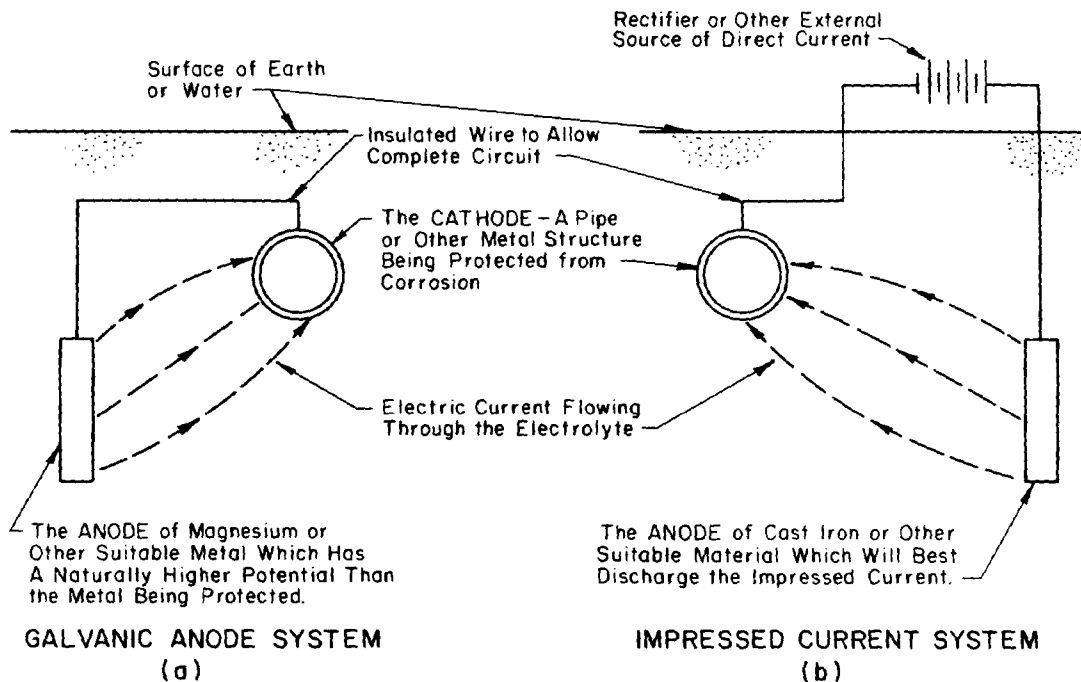 Rectifier or Other External
Source of Direct Current
Surface of Earth
or Water
Insulated Wire to Allow
Complete Circuit
The CATHODE - A Pipe
or Other Metal Structure
Being Protected from
Corrosion
Electric Current Flowing
Through the Electrolyte
The ANODE of Magnesium or
Other Suitable Metal Which Has
A Naturally Higher Potential Than
the Metal Being Protected.
The ANODE of Cast Iron or Other
Suitable Material Which Will Best
Discharge the Impressed Current.
GALVANIC ANODE SYSTEM
(a)
IMPRESSED CURRENT SYSTEM
(b)